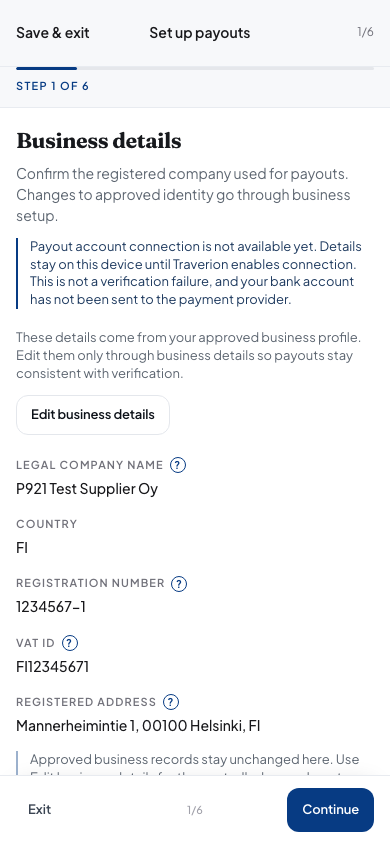 Save & exit
Set up payouts
1/6
STEP 1 OF 6
Business details
Confirm the registered company used for payouts.
Changes to approved identity go through business
setup.
Payout account connection is not available yet. Details
stay on this device until Traverion enables connection.
This is not a verification failure, and your bank account
has not been sent to the payment provider.
These details come from your approved business profile.
Edit them only through business details so payouts stay
consistent with verification.
Edit business details
LEGAL COMPANY NAME ?
P921 Test Supplier Oy
COUNTRY
FI
REGISTRATION NUMBER ?
1234567-1
VAT ID ?
FI12345671
REGISTERED ADDRESS ?
Mannerheimintie 1, 00100 Helsinki, FI
Approved business records stay unchanged here. Use
Exit
1/6
Continue